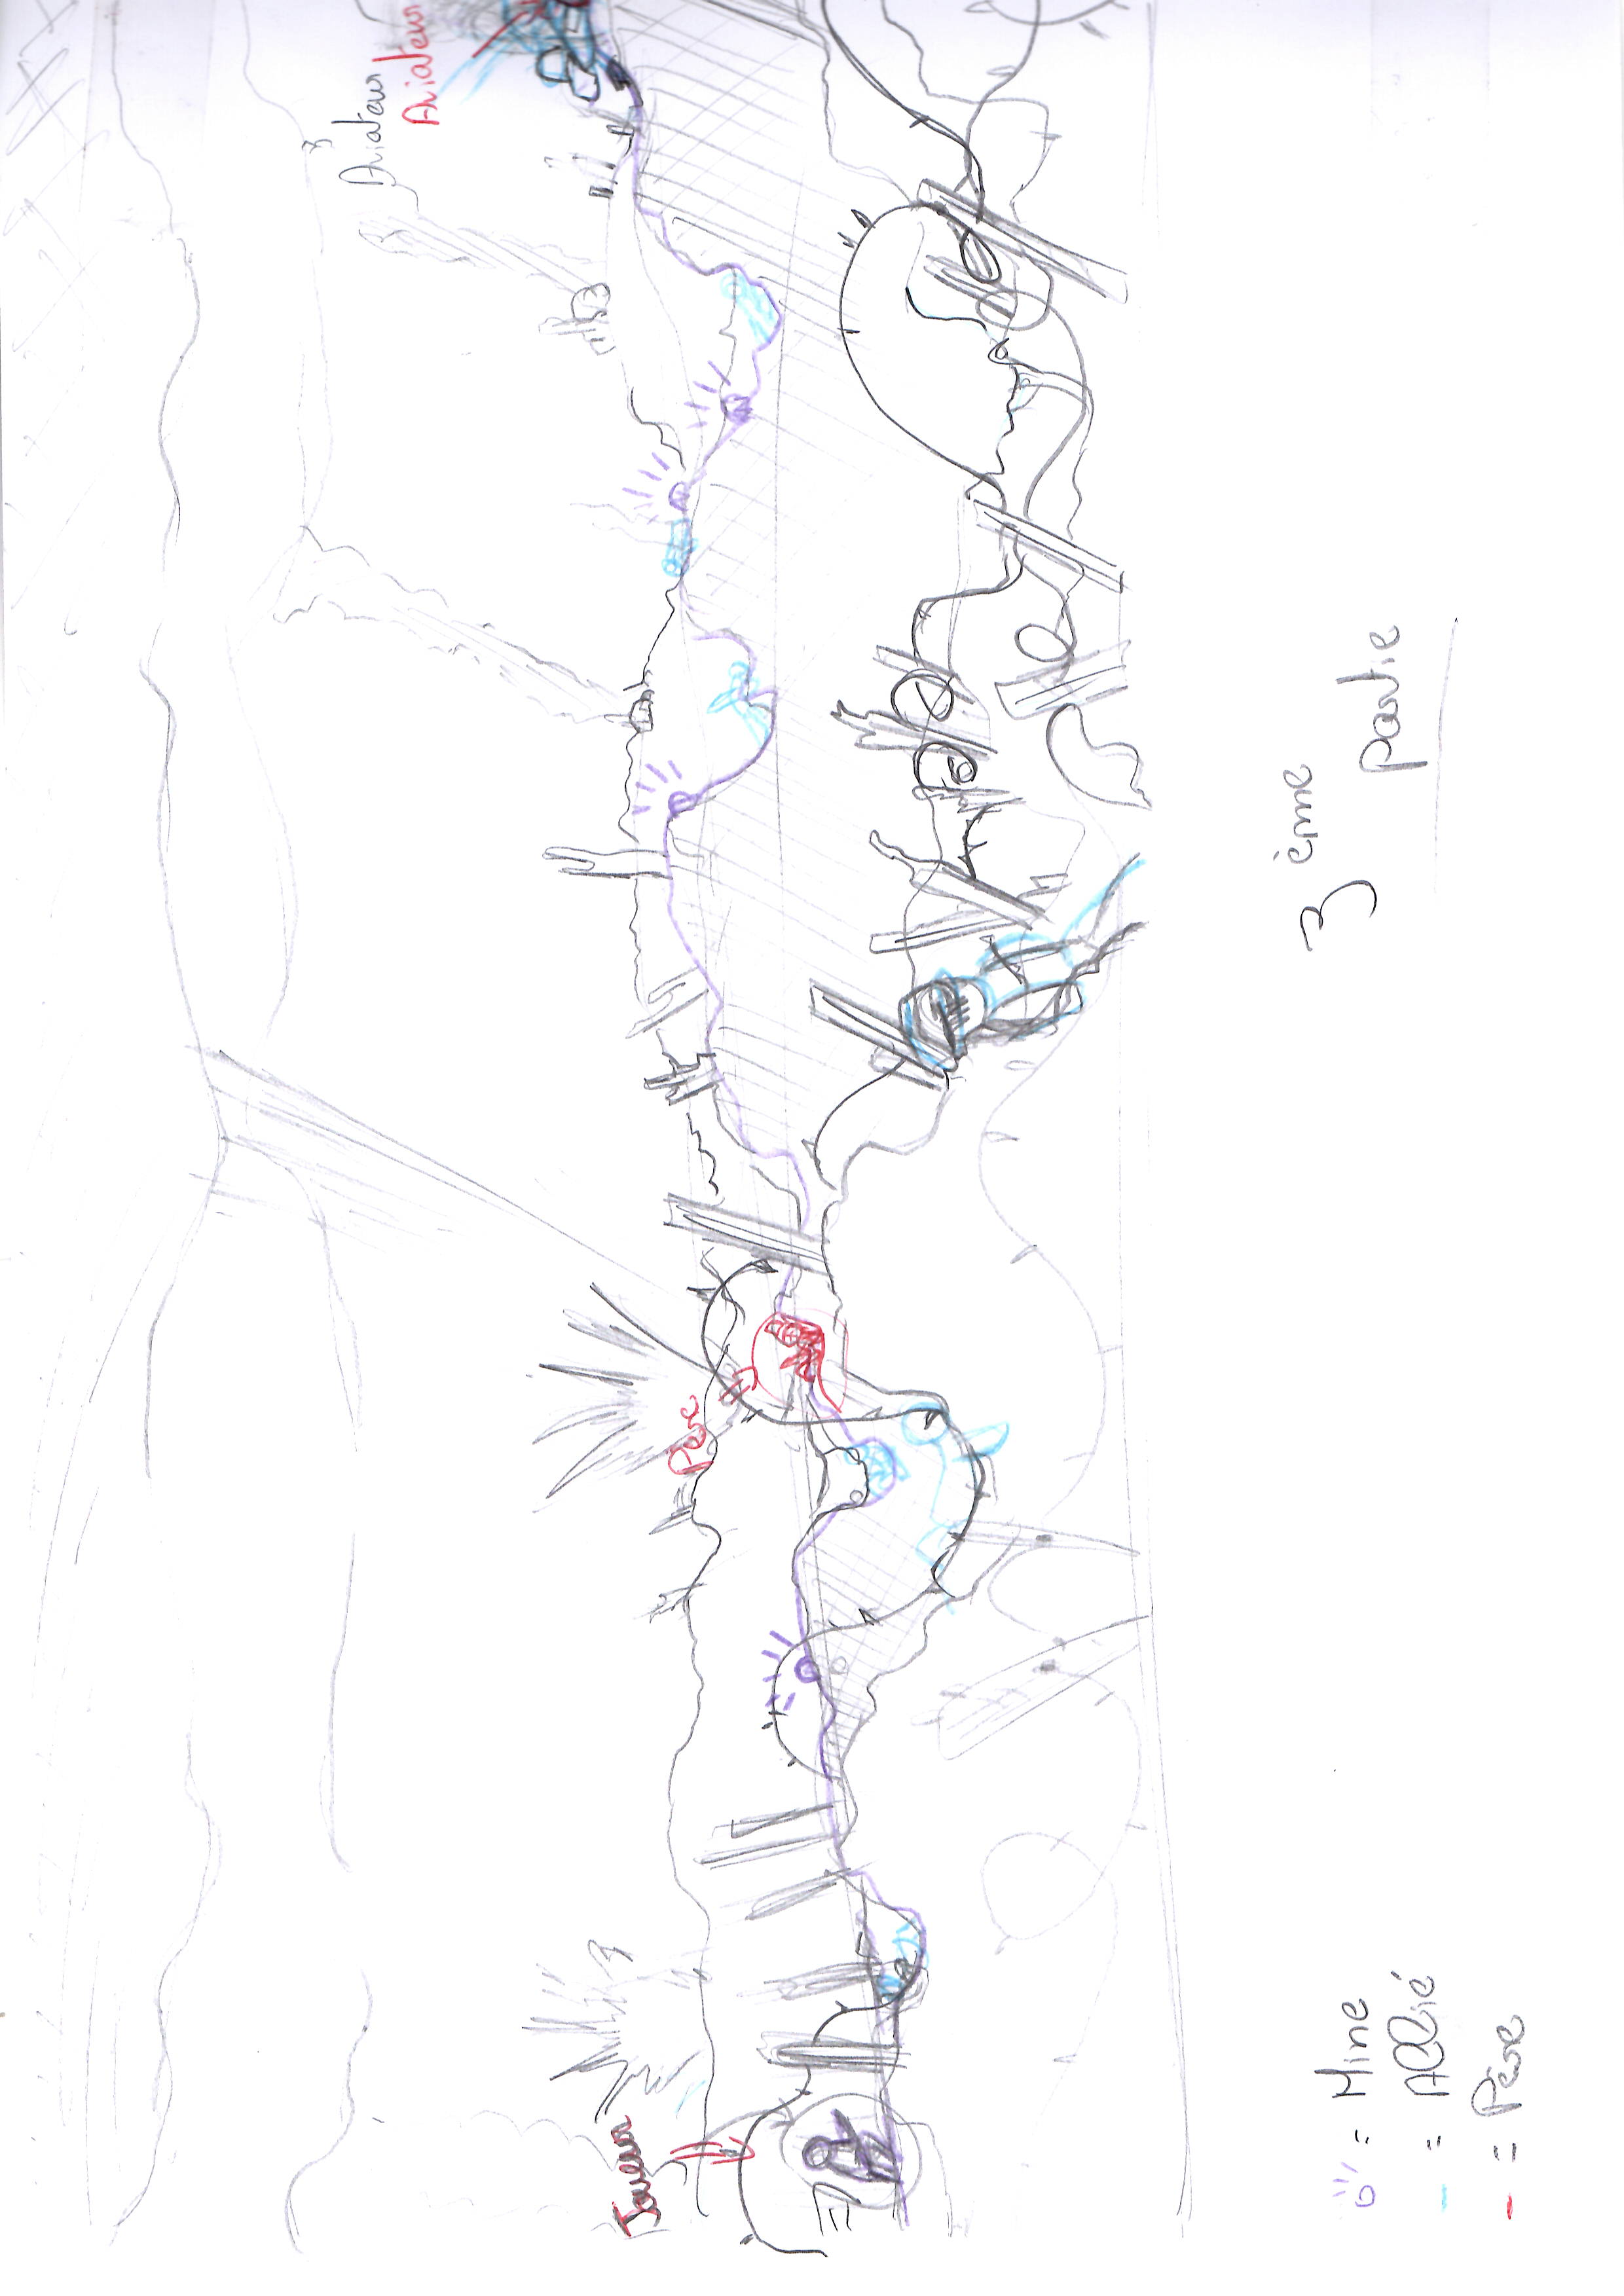 Aviateur
Aviateur
Joueur
Père
3ème
partie
= Mine
= Allié
= Père